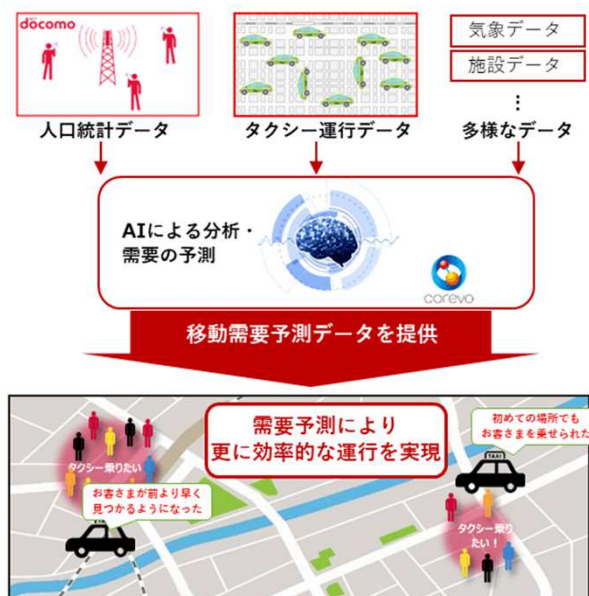 döcomo
気象データ
施設データ
⋮
人口統計データ
タクシー運行データ
多様なデータ
AIによる分析・
需要の予測
corevo
移動需要予測データを提供
需要予測により
更に効率的な運行を実現
初めての場所でも
お客さまを乗せられた
TAXI
タクシー乗りたい
お客さまが前より早く
見つかるようになった
タクシー乗り
たい！